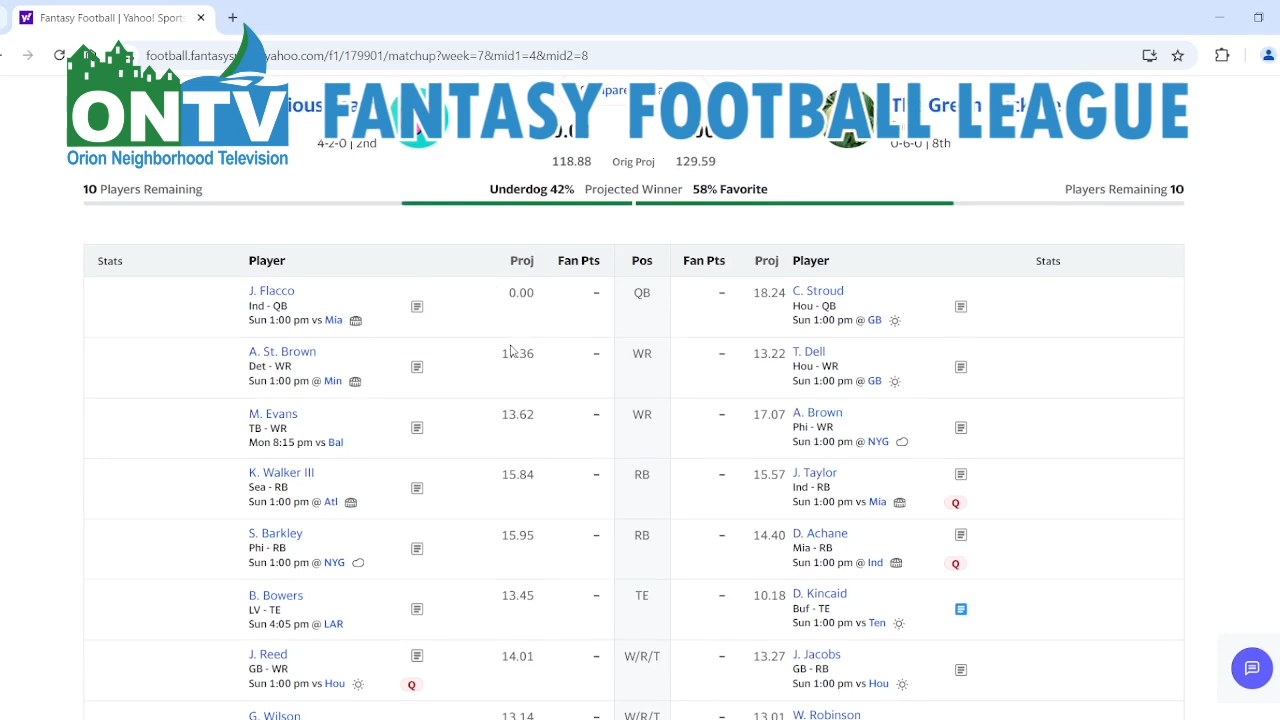 Fantasy Football | Yahoo! Sports
yahoo.com/f1/179901/matchup?week=7&mid1=4&mid2=8
ONTV
Orion Neighborhood Television
FANTASY FOOTBALL LEAGUE
4-2-0 | 2nd
0-6-0 | 8th
118.88 Orig Proj 129.59
10 Players Remaining Underdog 42% Projected Winner 58% Favorite Players Remaining 10
Stats Player Proj Fan Pts Pos Fan Pts Proj Player Stats
J. Flacco 0.00 – QB – 18.24 C. Stroud
Ind - QB Hou - QB
Sun 1:00 pm vs Mia Sun 1:00 pm @ GB
A. St. Brown WR – 13.22 T. Dell
Det - WR Hou - WR
Sun 1:00 pm @ Min Sun 1:00 pm @ GB
M. Evans 13.62 – WR – 17.07 A. Brown
TB - WR Phi - WR
Mon 8:15 pm vs Bal Sun 1:00 pm @ NYG
K. Walker III 15.84 – RB – 15.57 J. Taylor
Sea - RB Ind - RB
Sun 1:00 pm @ Atl Sun 1:00 pm vs Mia Q
S. Barkley 15.95 – RB – 14.40 D. Achane
Phi - RB Mia - RB
Sun 1:00 pm @ NYG Sun 1:00 pm @ Ind Q
B. Bowers 13.45 – TE – 10.18 D. Kincaid
LV - TE Buf - TE
Sun 4:05 pm @ LAR Sun 1:00 pm vs Ten
J. Reed 14.01 – W/R/T – 13.27 J. Jacobs
GB - WR GB - RB
Sun 1:00 pm vs Hou Q Sun 1:00 pm vs Hou
G. Wilson 13.14 – W/R/T – 13.01 W. Robinson